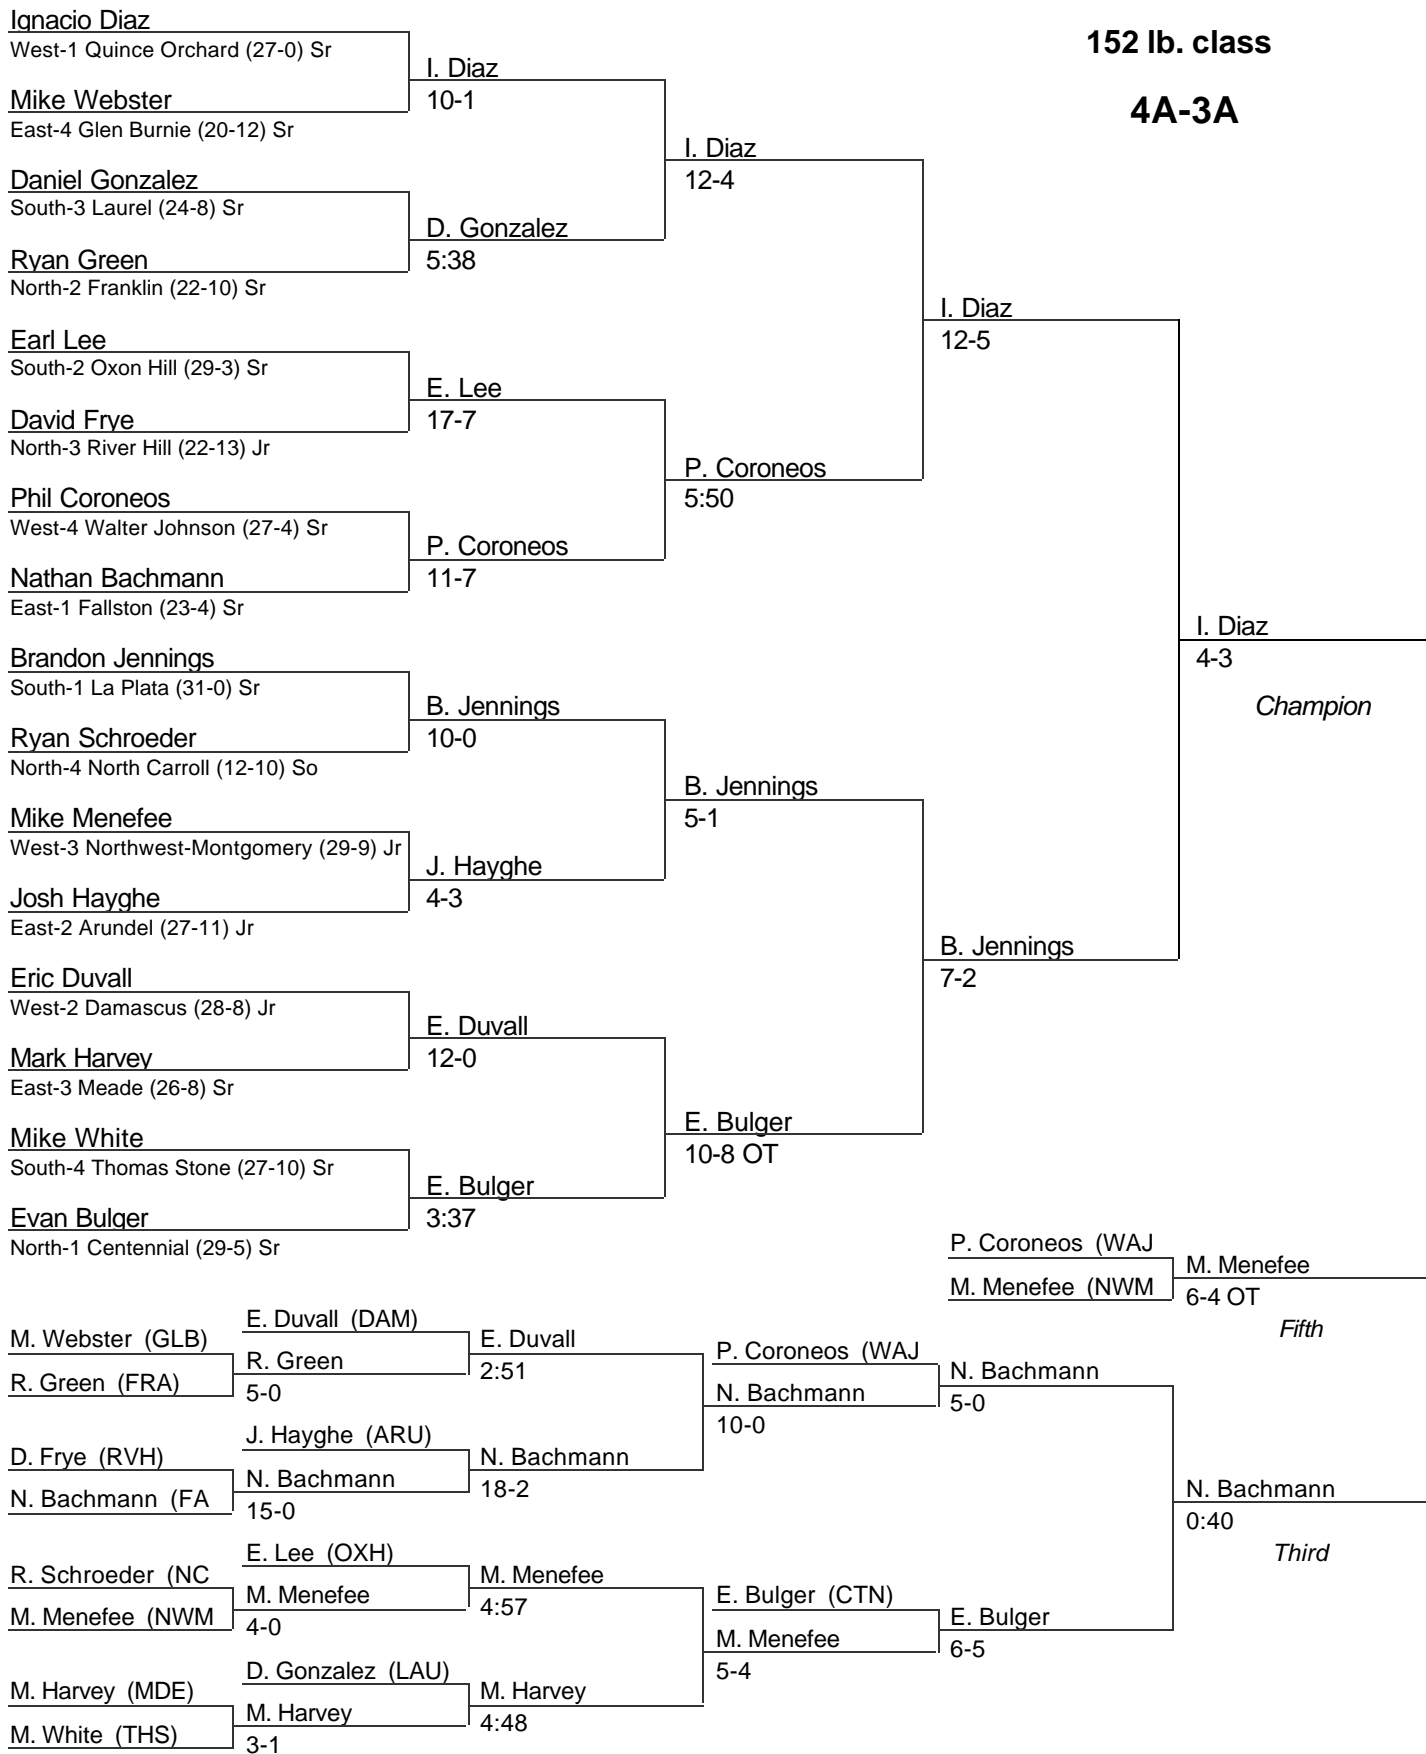 Ignacio Diaz
West-1 Quince Orchard (27-0) Sr
152 lb. class
4A-3A
I. Diaz
10-1
Mike Webster
East-4 Glen Burnie (20-12) Sr
I. Diaz
12-4
Daniel Gonzalez
South-3 Laurel (24-8) Sr
D. Gonzalez
5:38
Ryan Green
North-2 Franklin (22-10) Sr
I. Diaz
12-5
Earl Lee
South-2 Oxon Hill (29-3) Sr
E. Lee
17-7
David Frye
North-3 River Hill (22-13) Jr
P. Coroneos
5:50
Phil Coroneos
West-4 Walter Johnson (27-4) Sr
P. Coroneos
11-7
Nathan Bachmann
East-1 Fallston (23-4) Sr
I. Diaz
4-3
Champion
Brandon Jennings
South-1 La Plata (31-0) Sr
B. Jennings
10-0
Ryan Schroeder
North-4 North Carroll (12-10) So
B. Jennings
5-1
Mike Menefee
West-3 Northwest-Montgomery (29-9) Jr
J. Hayghe
4-3
Josh Hayghe
East-2 Arundel (27-11) Jr
B. Jennings
7-2
Eric Duvall
West-2 Damascus (28-8) Jr
E. Duvall
12-0
Mark Harvey
East-3 Meade (26-8) Sr
E. Bulger
10-8 OT
Mike White
South-4 Thomas Stone (27-10) Sr
E. Bulger
3:37
Evan Bulger
North-1 Centennial (29-5) Sr
P. Coroneos (WAJ
M. Menefee (NWM
M. Menefee
6-4 OT
Fifth
M. Webster (GLB)
R. Green (FRA)
E. Duvall (DAM)
R. Green
5-0
E. Duvall
2:51
P. Coroneos (WAJ
N. Bachmann
10-0
N. Bachmann
5-0
D. Frye (RVH)
N. Bachmann (FA
J. Hayghe (ARU)
N. Bachmann
15-0
N. Bachmann
18-2
N. Bachmann
0:40
Third
R. Schroeder (NC
M. Menefee (NWM
E. Lee (OXH)
M. Menefee
4-0
M. Menefee
4:57
E. Bulger (CTN)
M. Menefee
5-4
E. Bulger
6-5
M. Harvey (MDE)
M. White (THS)
D. Gonzalez (LAU)
M. Harvey
3-1
M. Harvey
4:48